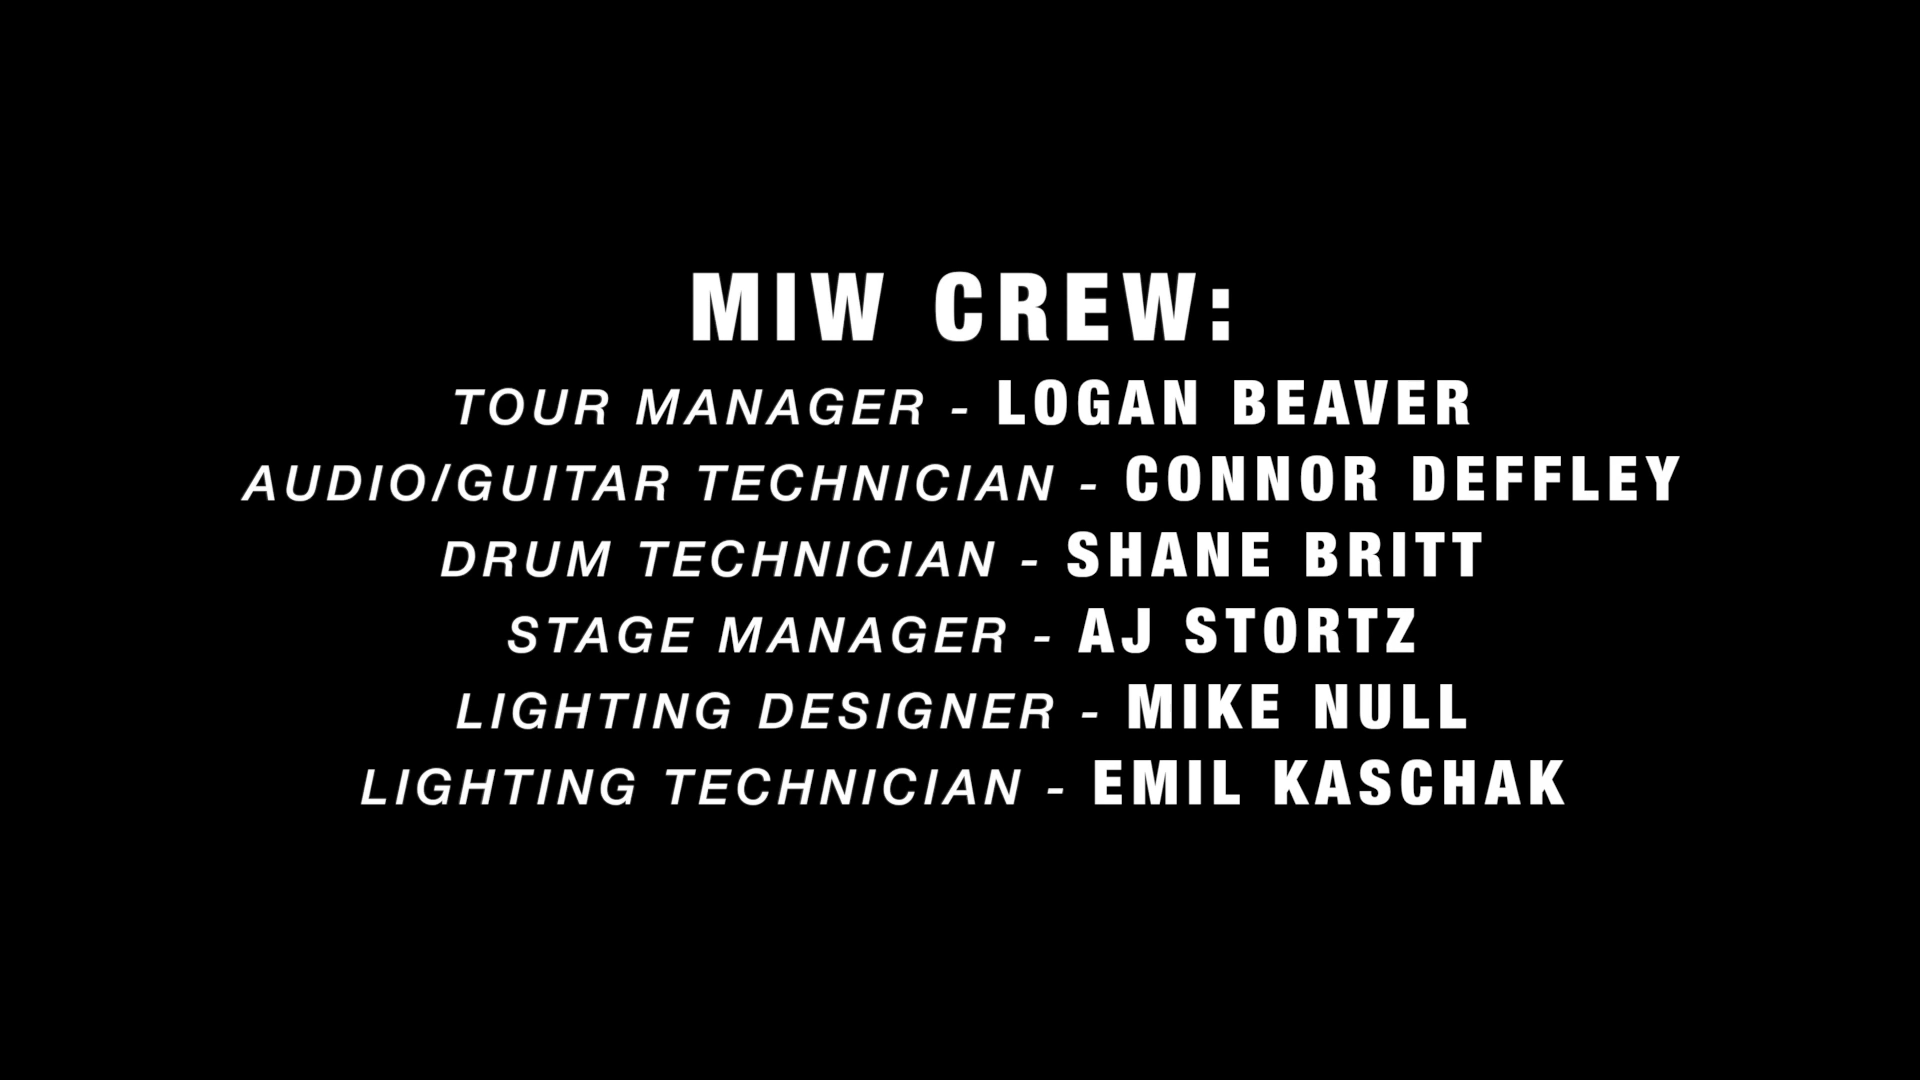 MIW CREW:
TOUR MANAGER - LOGAN BEAVER
AUDIO/GUITAR TECHNICIAN - CONNOR DEFFLEY
DRUM TECHNICIAN - SHANE BRITT
STAGE MANAGER - AJ STORTZ
LIGHTING DESIGNER - MIKE NULL
LIGHTING TECHNICIAN - EMIL KASCHAK